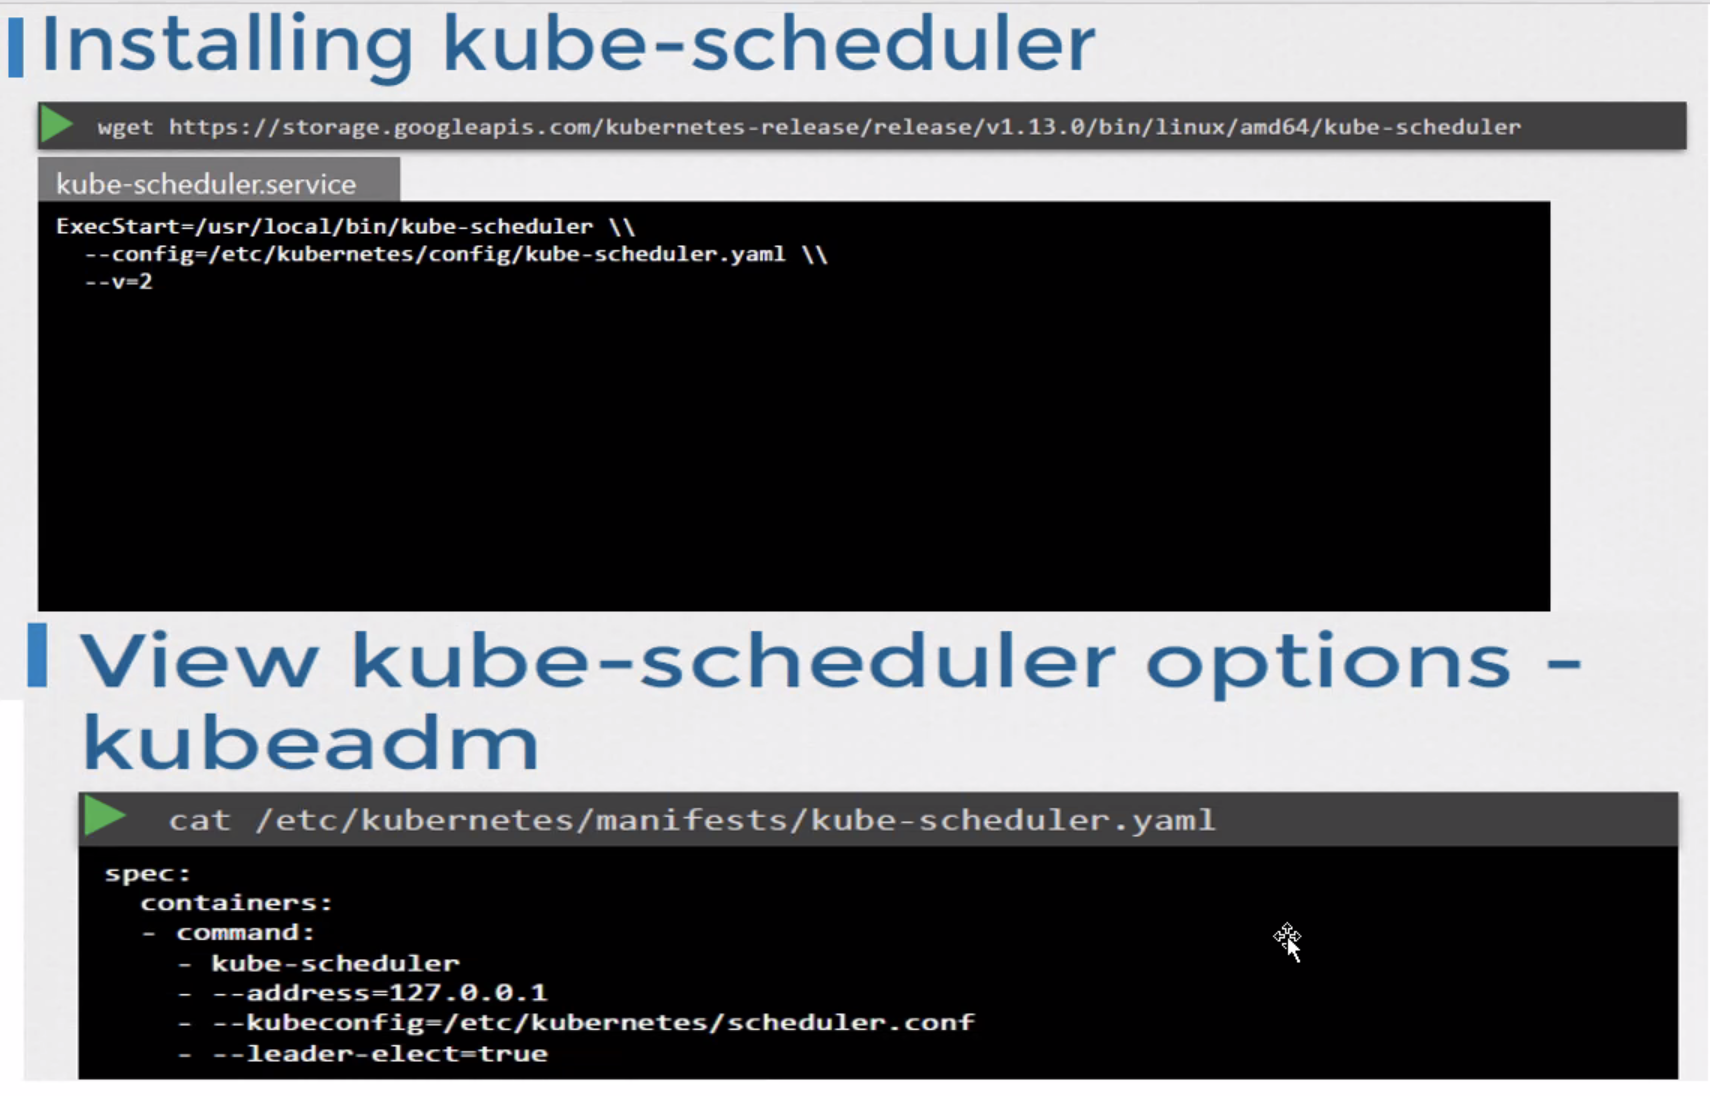 Installing kube-scheduler
wget https://storage.googleapis.com/kubernetes-release/release/v1.13.0/bin/linux/amd64/kube-scheduler
kube-scheduler.service
ExecStart=/usr/local/bin/kube-scheduler \\
  --config=/etc/kubernetes/config/kube-scheduler.yaml \\
  --v=2
View kube-scheduler options -
kubeadm
cat /etc/kubernetes/manifests/kube-scheduler.yaml
spec:
  containers:
  - command:
    - kube-scheduler
    - --address=127.0.0.1
    - --kubeconfig=/etc/kubernetes/scheduler.conf
    - --leader-elect=true